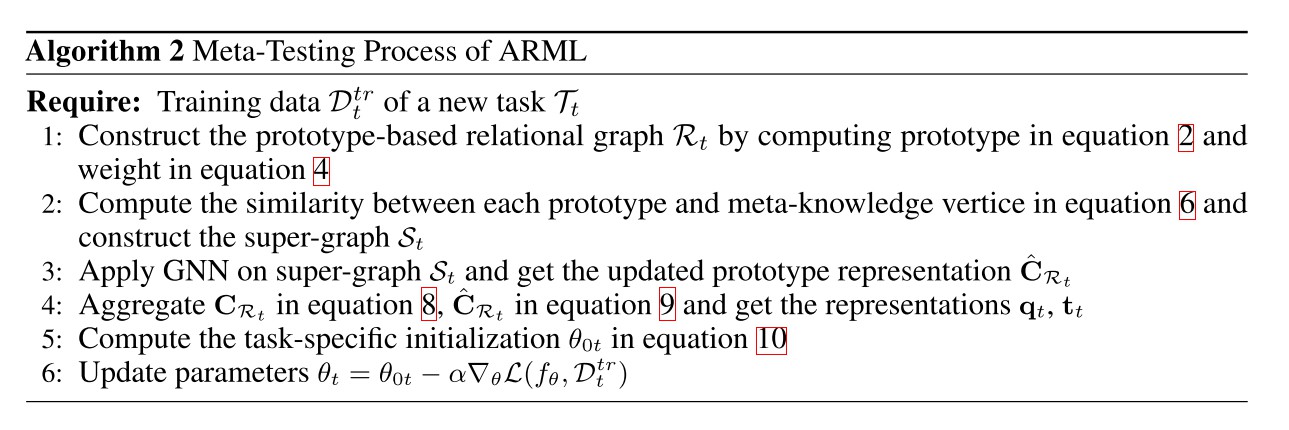 Algorithm 2 Meta-Testing Process of ARML
Require: Training data $\mathcal{D}_t^{tr}$ of a new task $\mathcal{T}_t$
1: Construct the prototype-based relational graph $\mathcal{R}_t$ by computing prototype in equation 2 and
weight in equation 4
2: Compute the similarity between each prototype and meta-knowledge vertice in equation 6 and
construct the super-graph $\mathcal{S}_t$
3: Apply GNN on super-graph $\mathcal{S}_t$ and get the updated prototype representation $\hat{\mathbf{C}}_{\mathcal{R}_t}$
4: Aggregate $\mathbf{C}_{\mathcal{R}_t}$ in equation 8, $\hat{\mathbf{C}}_{\mathcal{R}_t}$ in equation 9 and get the representations $\mathbf{q}_t$, $\mathbf{t}_t$
5: Compute the task-specific initialization $\theta_{0t}$ in equation 10
6: Update parameters $\theta_t = \theta_{0t} - \alpha\nabla_\theta\mathcal{L}(f_\theta, \mathcal{D}_t^{tr})$